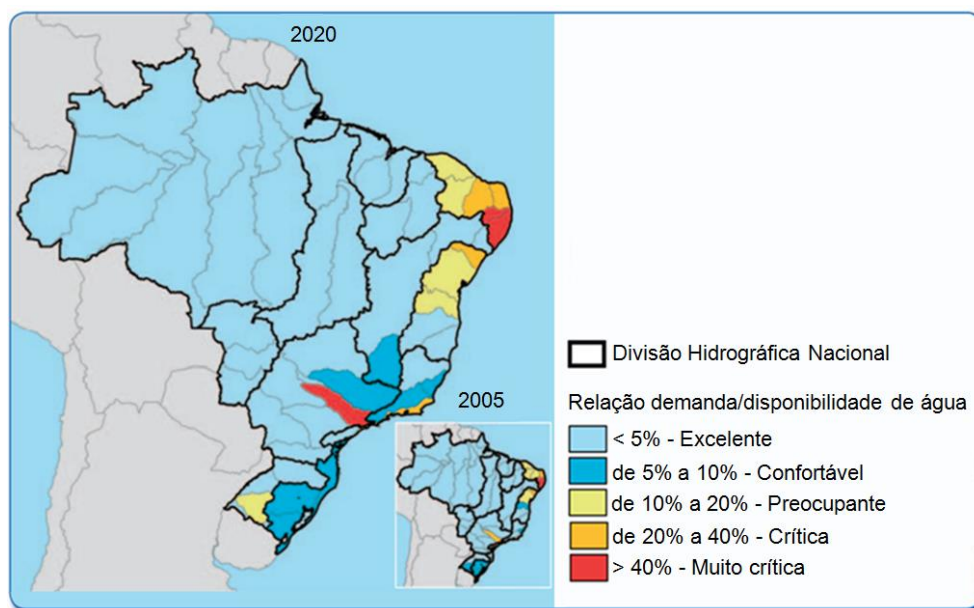 2020
2005
Divisão Hidrográfica Nacional
Relação demanda/disponibilidade de água
< 5% - Excelente
de 5% a 10% - Confortável
de 10% a 20% - Preocupante
de 20% a 40% - Crítica
> 40% - Muito crítica